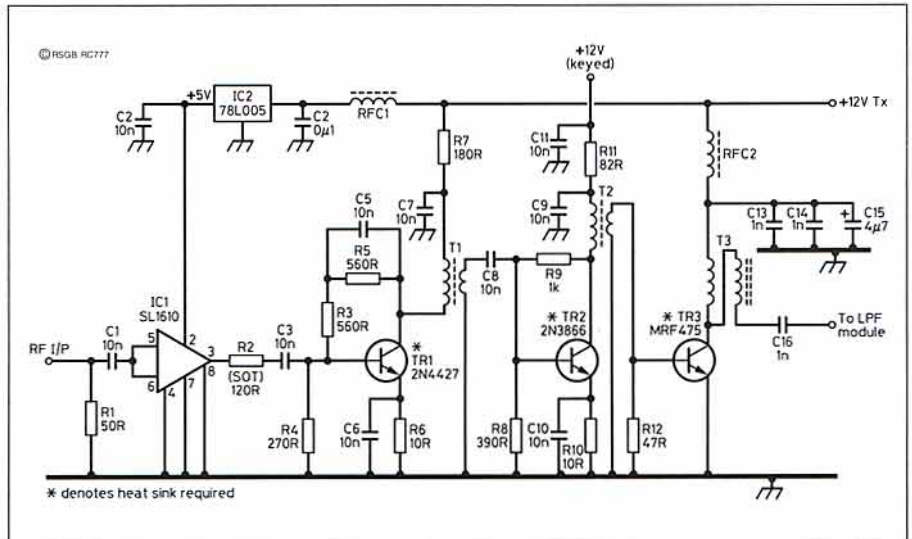 © RSGB RC777
+12V
(keyed)
+5V
IC2
78L005
C2
10n
C2
0µ1
RFC1
+12V Tx
R7
180R
C11
10n
R11
82R
RFC2
C5
10n
C7
10n
C9
10n
T2
C13
1n
C14
1n
+
C15
4µ7
R5
560R
T1
C8
10n
R9
1k
T3
IC1
SL1610
R3
560R
RF I/P
C1
10n
5
6
2
3
8
4
7
R2
(SOT)
120R
C3
10n
*
TR1
2N4427
* TR2
2N3866
* TR3
MRF475
To LPF
module
C16
1n
R1
50R
R4
270R
C6
10n
R6
10R
R8
390R
C10
10n
R10
10R
R12
47R
* denotes heat sink required